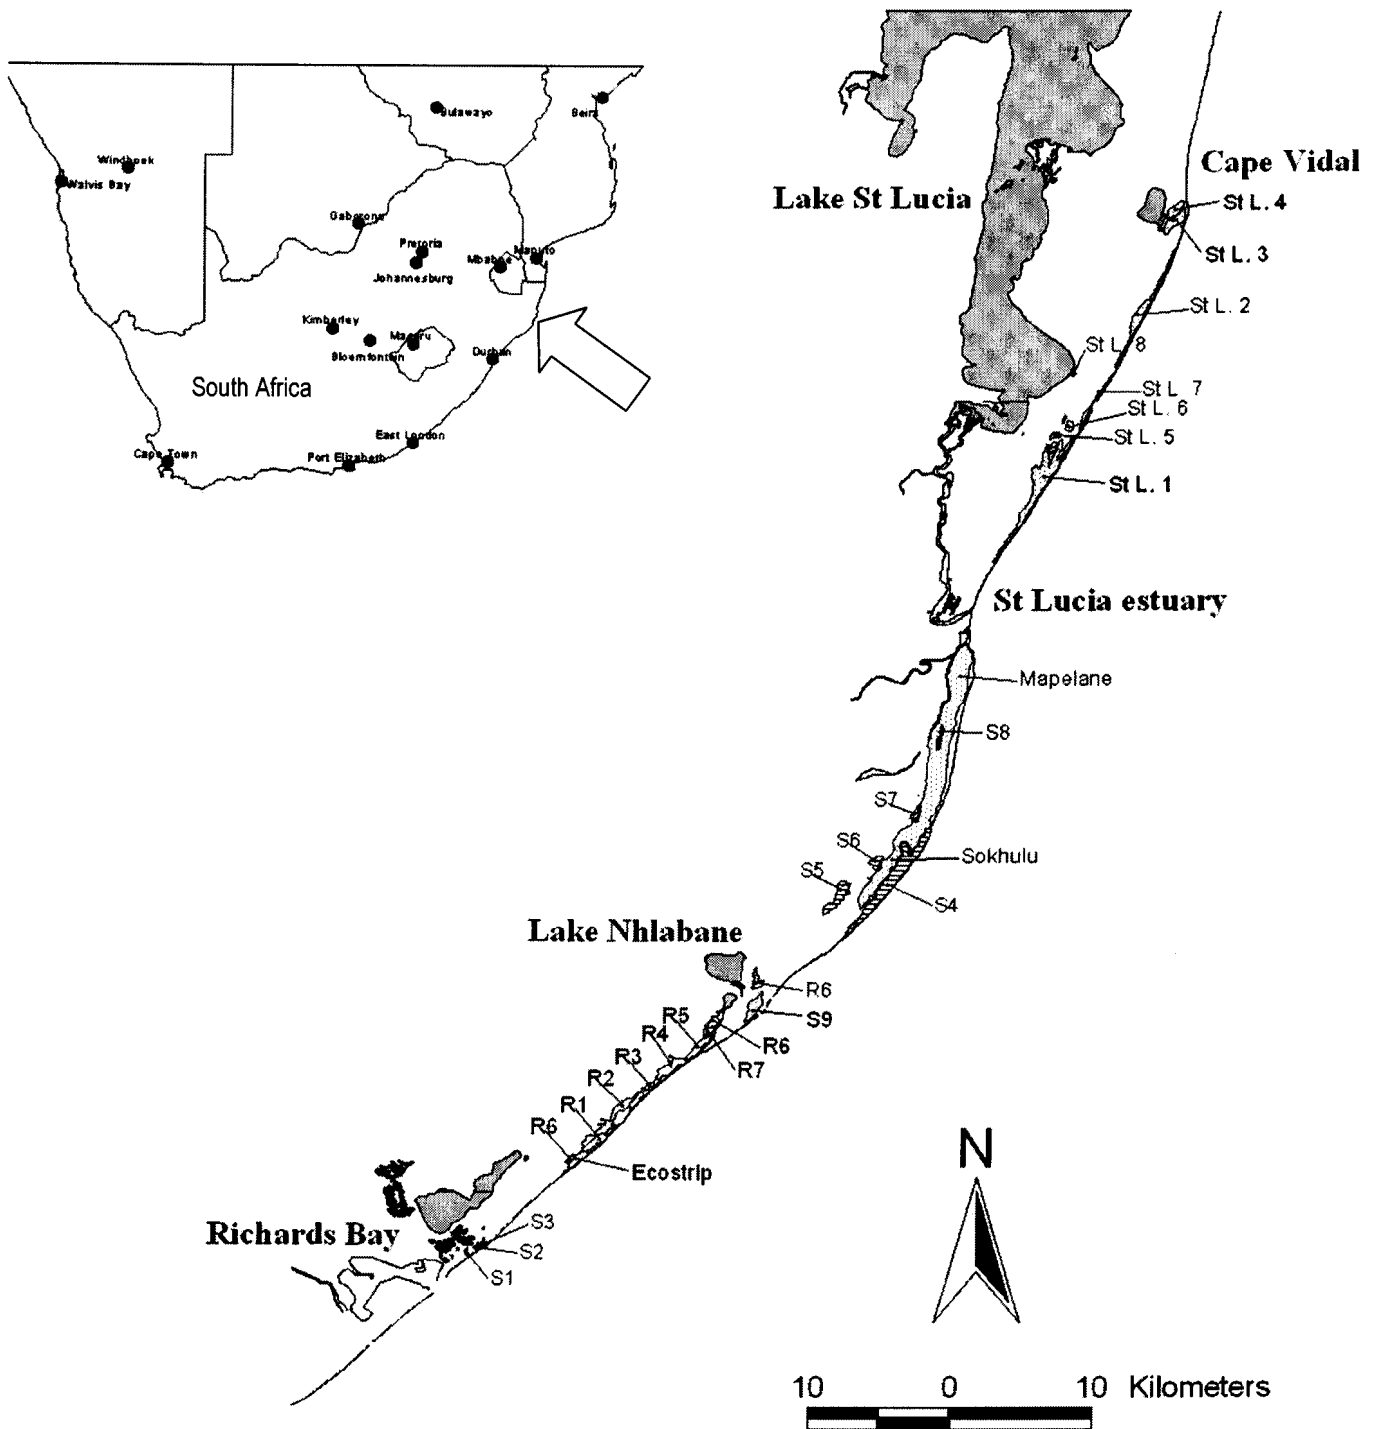 Bulawayo
Beira
Windhoek
Walvis Bay
Gaborone
Pretoria
Johannesburg
Mbabne
Maputo
Kimberley
Bloemfontein
Maseru
Durban
South Africa
East London
Port Elizabeth
Cape Town
Cape Vidal
Lake St Lucia
St L. 4
St L. 3
St L. 2
St L. 8
St L. 7
St L. 6
St L. 5
St L. 1
St Lucia estuary
Mapelane
S8
S7
S6
Sokhulu
S5
S4
Lake Nhlabane
R6
S9
R5
R4
R6
R3
R7
R2
R1
R6
Ecostrip
N
Richards Bay
S3
S2
S1
10 0 10 Kilometers